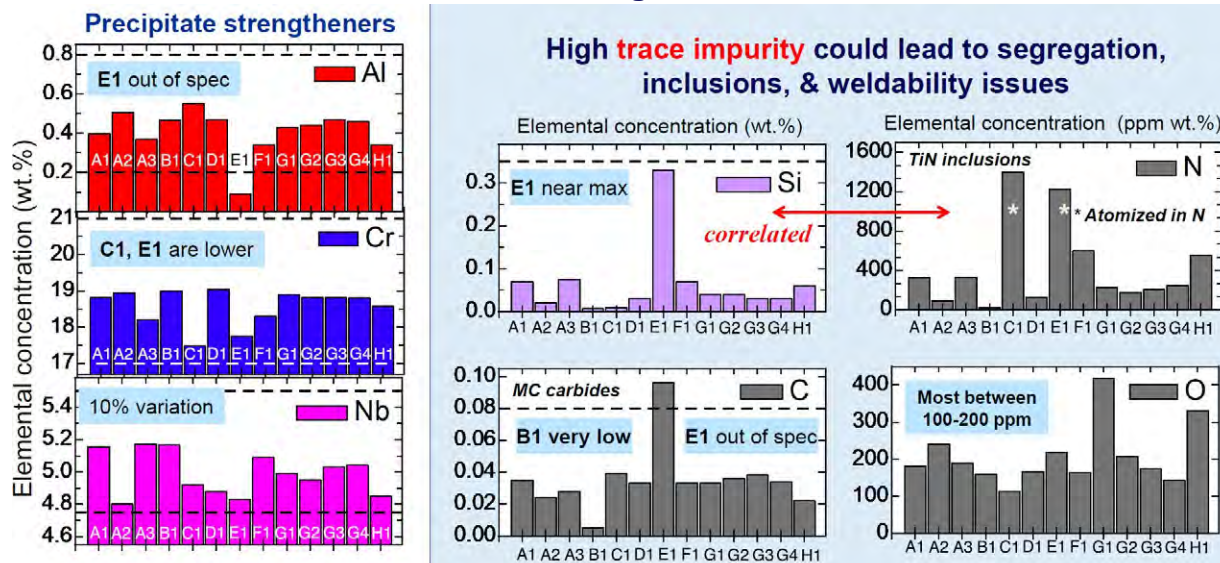 Precipitate strengtheners
Elemental concentration (wt.%)
0.8
0.6
0.4
0.2
E1 out of spec
Al
A1 A2 A3 B1 C1 D1 E1 F1 G1 G2 G3 G4 H1
21
20
19
18
17
C1, E1 are lower
Cr
A1 A2 A3 B1 C1 D1 E1 F1 G1 G2 G3 G4 H1
5.4
5.2
5.0
4.8
4.6
10% variation
Nb
A1 A2 A3 B1 C1 D1 E1 F1 G1 G2 G3 G4 H1
High trace impurity could lead to segregation,
inclusions, & weldability issues
Elemental concentration (wt.%)
0.3
0.2
0.1
0.0
E1 near max
Si
A1 A2 A3 B1 C1 D1 E1 F1 G1 G2 G3 G4 H1
correlated
Elemental concentration (ppm wt.%)
1600
1200
800
400
0
TiN inclusions
N
*
*
* Atomized in N
A1 A2 A3 B1 C1 D1 E1 F1 G1 G2 G3 G4 H1
0.10
0.08
0.06
0.04
0.02
0.00
MC carbides
C
B1 very low
E1 out of spec
A1 A2 A3 B1 C1 D1 E1 F1 G1 G2 G3 G4 H1
400
300
200
100
0
Most between
100-200 ppm
O
A1 A2 A3 B1 C1 D1 E1 F1 G1 G2 G3 G4 H1